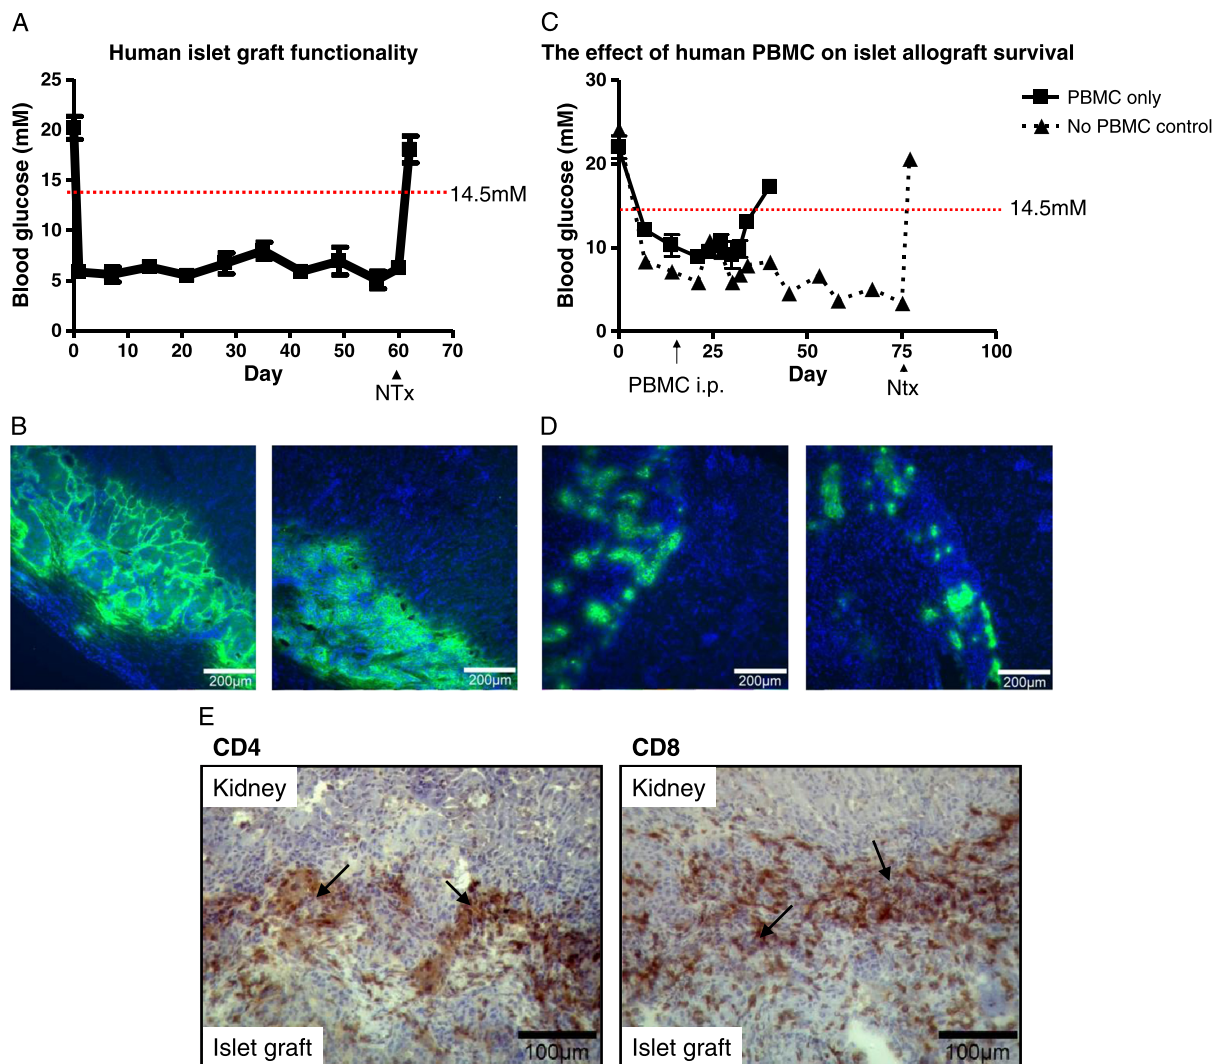 A
Human islet graft functionality
Blood glucose (mM)
25
20
15
10
5
0
14.5mM
0 10 20 30 40 50 60 70
Day
NTx
C
The effect of human PBMC on islet allograft survival
Blood glucose (mM)
30
20
10
0
PBMC only
No PBMC control
14.5mM
0 25 50 75 100
PBMC i.p.
Day
Ntx
B
200µm
200µm
D
200µm
200µm
E
CD4
Kidney
Islet graft
100µm
CD8
Kidney
Islet graft
100µm